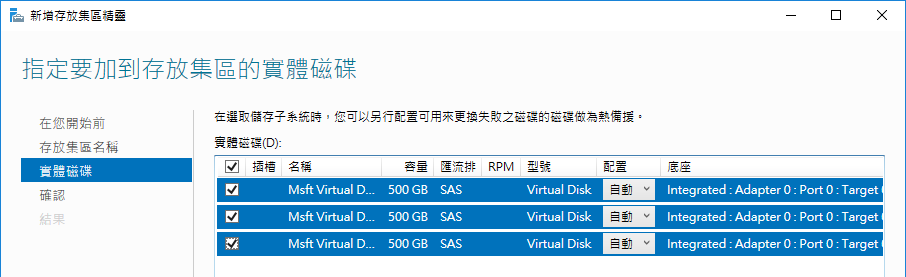 新增存放集區精靈
指定要加到存放集區的實體磁碟
在您開始前
存放集區名稱
實體磁碟
確認
結果
在選取儲存子系統時，您可以另行配置可用來更換失敗之磁碟的磁碟做為熱備援。
實體磁碟(D):
插槽 名稱 容量 匯流排 RPM 型號 配置 底座
Msft Virtual D... 500 GB SAS Virtual Disk 自動 Integrated : Adapter 0 : Port 0 : Target
Msft Virtual D... 500 GB SAS Virtual Disk 自動 Integrated : Adapter 0 : Port 0 : Target
Msft Virtual D... 500 GB SAS Virtual Disk 自動 Integrated : Adapter 0 : Port 0 : Target